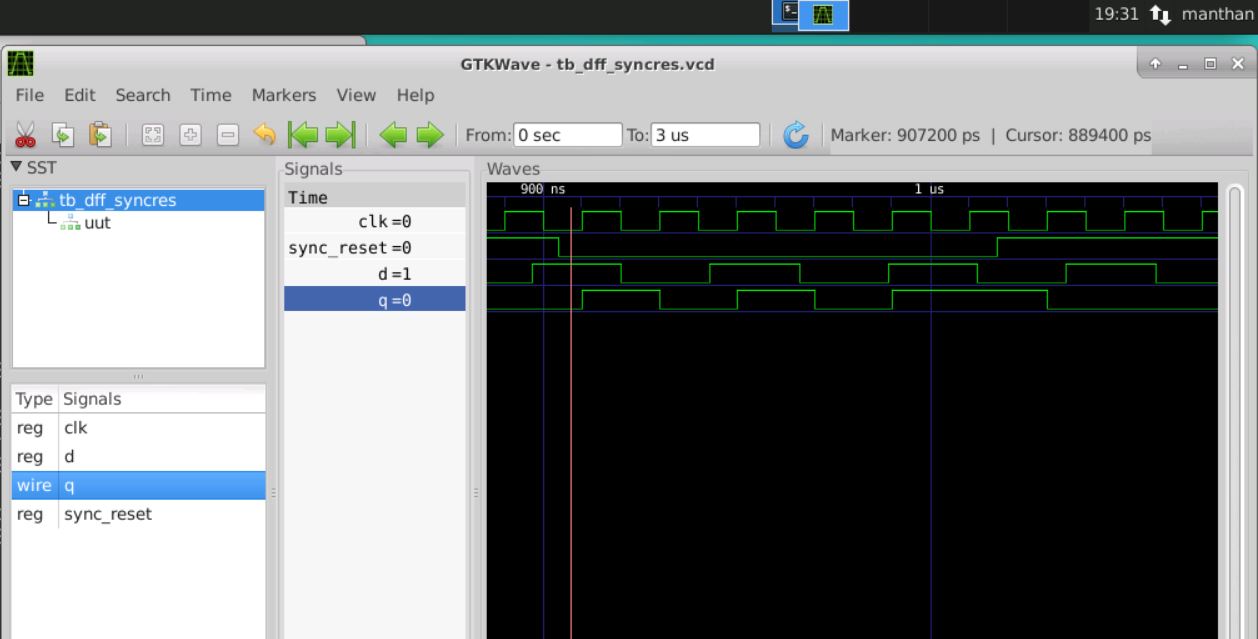 19:31 manthan
GTKWave - tb_dff_syncres.vcd
File Edit Search Time Markers View Help
From: 0 sec To: 3 us Marker: 907200 ps | Cursor: 889400 ps
SST
tb_dff_syncres
uut
Type Signals
reg clk
reg d
wire q
reg sync_reset
Signals
Time
clk=0
sync_reset=0
d=1
q=0
Waves
900 ns 1 us